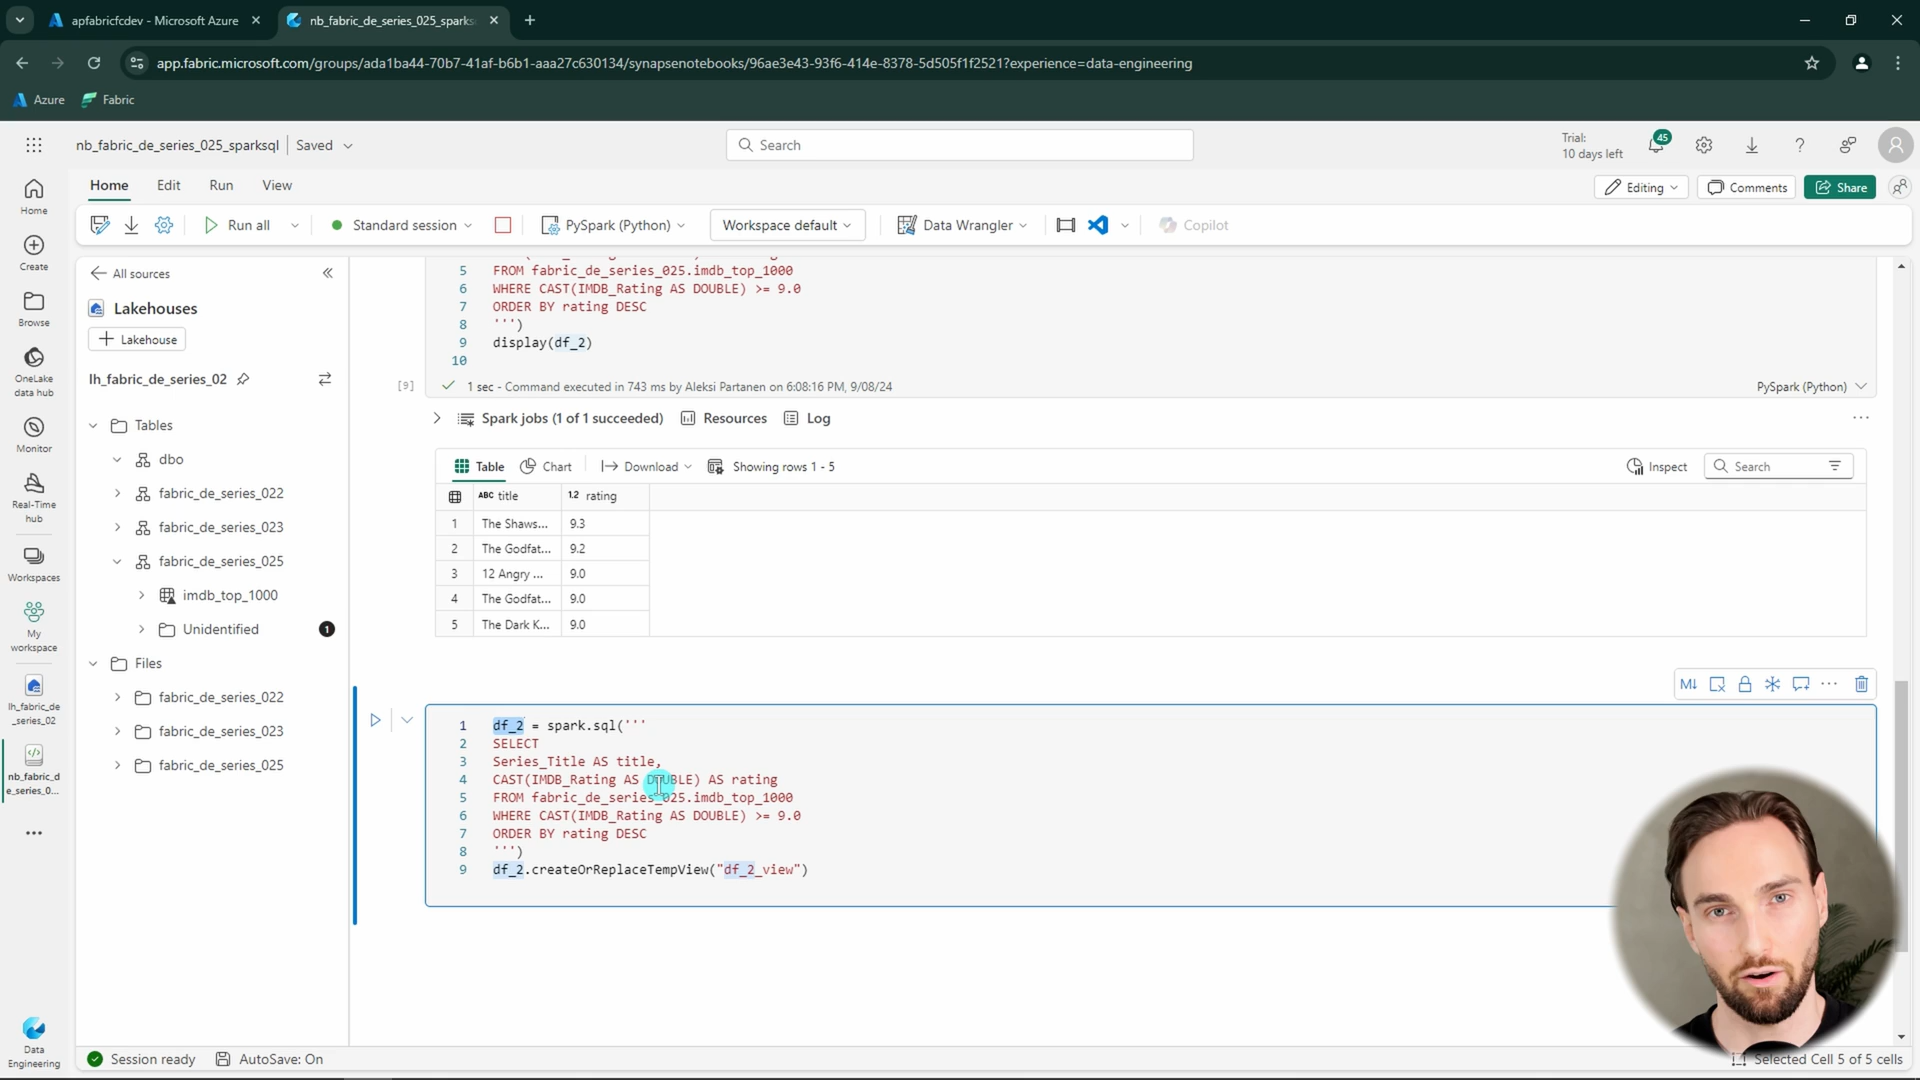 apfabricfcdev - Microsoft Azure
nb_fabric_de_series_025_sparks
app.fabric.microsoft.com/groups/ada1ba44-70b7-41af-b6b1-aaa27c630134/synapsenotebooks/96ae3e43-93f6-414e-8378-5d505f1f2521?experience=data-engineering
Azure
Fabric
nb_fabric_de_series_025_sparksql
Saved
Search
Trial:
10 days left
45
Home
Edit
Run
View
Editing
Comments
Share
Run all
Standard session
PySpark (Python)
Workspace default
Data Wrangler
Copilot
Home
Create
Browse
OneLake
data hub
Monitor
Real-Time
hub
Workspaces
My
workspace
lh_fabric_de
_series_02
nb_fabric_d
e_series_0...
Data
Engineering
All sources
Lakehouses
Lakehouse
lh_fabric_de_series_02
Tables
dbo
fabric_de_series_022
fabric_de_series_023
fabric_de_series_025
imdb_top_1000
Unidentified
1
Files
fabric_de_series_022
fabric_de_series_023
fabric_de_series_025
5 FROM fabric_de_series_025.imdb_top_1000
6 WHERE CAST(IMDB_Rating AS DOUBLE) >= 9.0
7 ORDER BY rating DESC
8 ''')
9 display(df_2)
10
[9]
1 sec - Command executed in 743 ms by Aleksi Partanen on 6:08:16 PM, 9/08/24
PySpark (Python)
Spark jobs (1 of 1 succeeded)
Resources
Log
Table
Chart
Download
Showing rows 1 - 5
Inspect
Search
ABC title
1.2 rating
1 The Shaws... 9.3
2 The Godfat... 9.2
3 12 Angry ... 9.0
4 The Godfat... 9.0
5 The Dark K... 9.0
M↓
1 df_2 = spark.sql('''
2 SELECT
3 Series_Title AS title,
4 CAST(IMDB_Rating AS DOUBLE) AS rating
5 FROM fabric_de_series_025.imdb_top_1000
6 WHERE CAST(IMDB_Rating AS DOUBLE) >= 9.0
7 ORDER BY rating DESC
8 ''')
9 df_2.createOrReplaceTempView("df_2_view")
Session ready
AutoSave: On
Selected Cell 5 of 5 cells